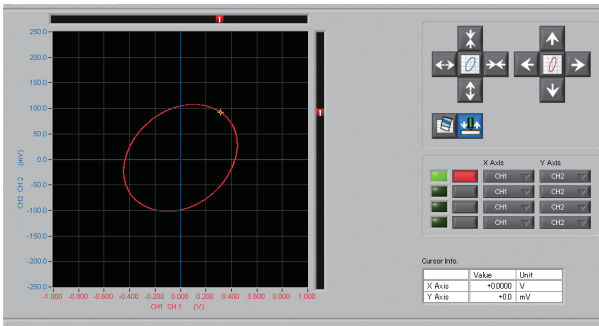 1
250.0
200.0
150.0
100.0
50.0
0.0
-50.0
-100.0
-150.0
-200.0
-250.0
CH2 CH 2 (mV)
1
-1.000 -0.800 -0.600 -0.400 -0.200 0.000 0.200 0.400 0.600 0.800 1.000
CH1 CH 1 (V)
X Axis Y Axis
CH1 CH2
CH1 CH2
CH1 CH2
CH1 CH2
Cursor Info.
Value Unit
X Axis +0.0000 V
Y Axis +0.0 mV